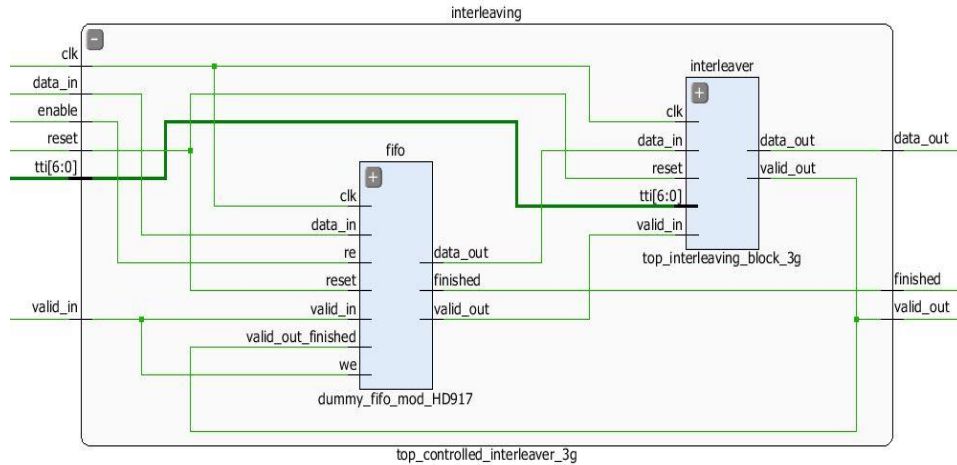 interleaving
clk
data_in
enable
reset
tti[6:0]
valid_in
fifo
clk
data_in
re
reset
valid_in
valid_out_finished
we
data_out
finished
valid_out
dummy_fifo_mod_HD917
interleaver
clk
data_in
reset
tti[6:0]
valid_in
data_out
valid_out
top_interleaving_block_3g
data_out
finished
valid_out
top_controlled_interleaver_3g